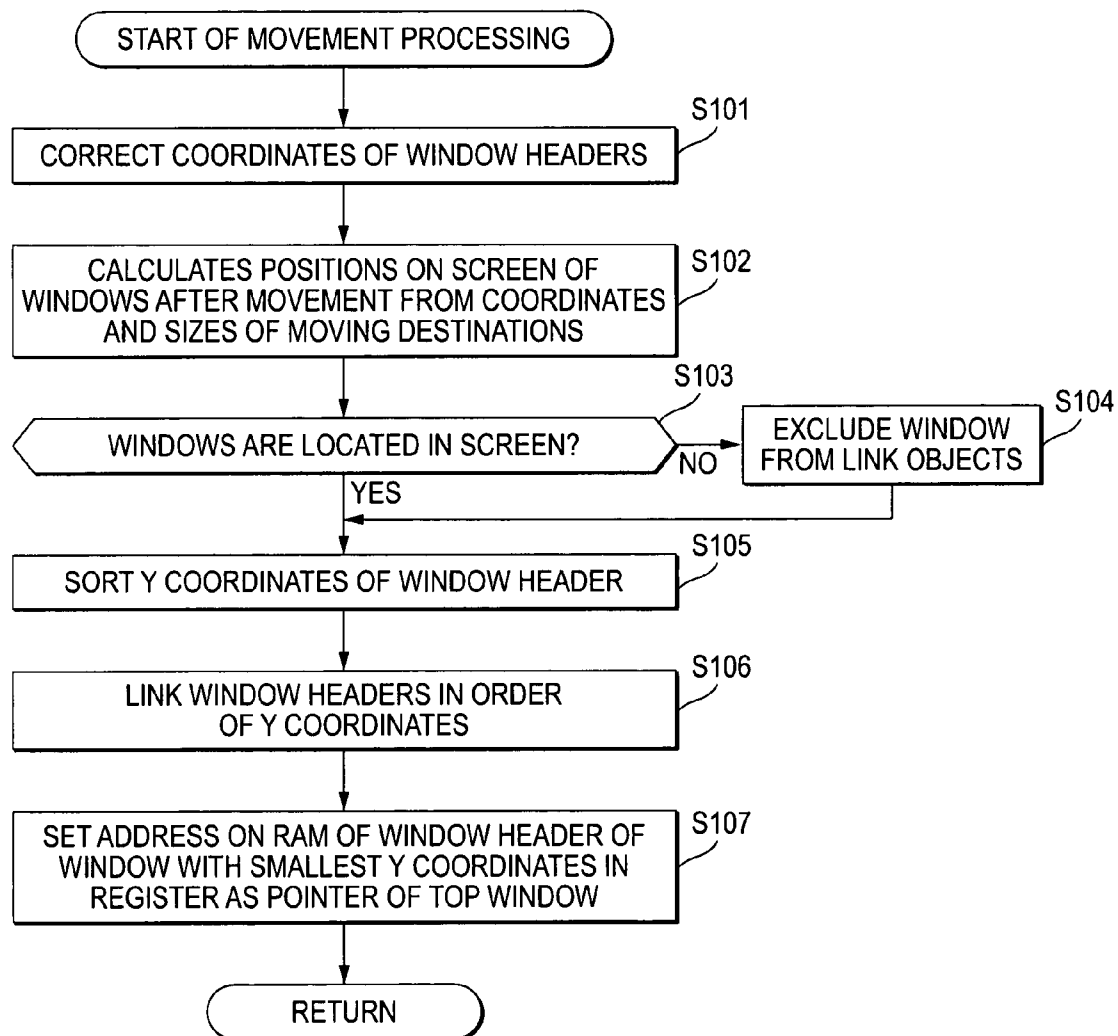 START OF MOVEMENT PROCESSING
S101
CORRECT COORDINATES OF WINDOW HEADERS
S102
CALCULATES POSITIONS ON SCREEN OF
WINDOWS AFTER MOVEMENT FROM COORDINATES
AND SIZES OF MOVING DESTINATIONS
S103
WINDOWS ARE LOCATED IN SCREEN?
NO
YES
S104
EXCLUDE WINDOW
FROM LINK OBJECTS
S105
SORT Y COORDINATES OF WINDOW HEADER
S106
LINK WINDOW HEADERS IN ORDER
OF Y COORDINATES
S107
SET ADDRESS ON RAM OF WINDOW HEADER OF
WINDOW WITH SMALLEST Y COORDINATES IN
REGISTER AS POINTER OF TOP WINDOW
RETURN